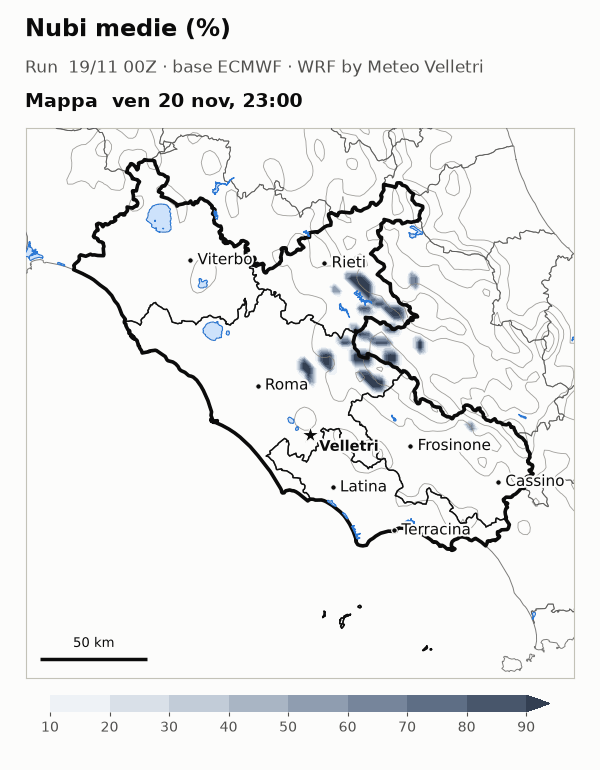 Nubi medie (%)
Run 19/11 00Z · base ECMWF · WRF by Meteo Velletri
Mappa ven 20 nov, 23:00
Viterbo
Rieti
Roma
Velletri
Frosinone
Latina
Cassino
Terracina
50 km
10 20 30 40 50 60 70 80 90